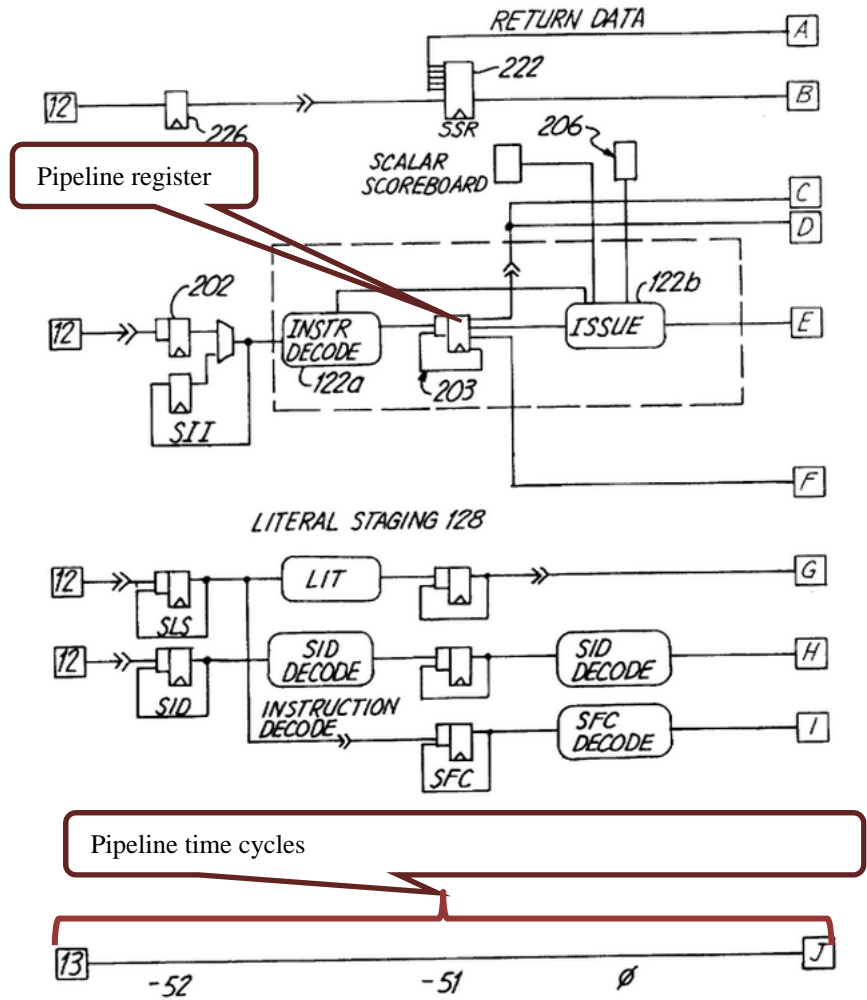 RETURN DATA
A
222
12
B
226
SSR
206
SCALAR
SCOREBOARD
Pipeline register
C
D
202
122b
12
INSTR
DECODE
ISSUE
E
122a
203
SII
F
LITERAL STAGING 128
12
LIT
G
SLS
12
SID
DECODE
SID
DECODE
H
SID
INSTRUCTION
DECODE
SFC
DECODE
I
SFC
Pipeline time cycles
13
J
-52
-51
ø